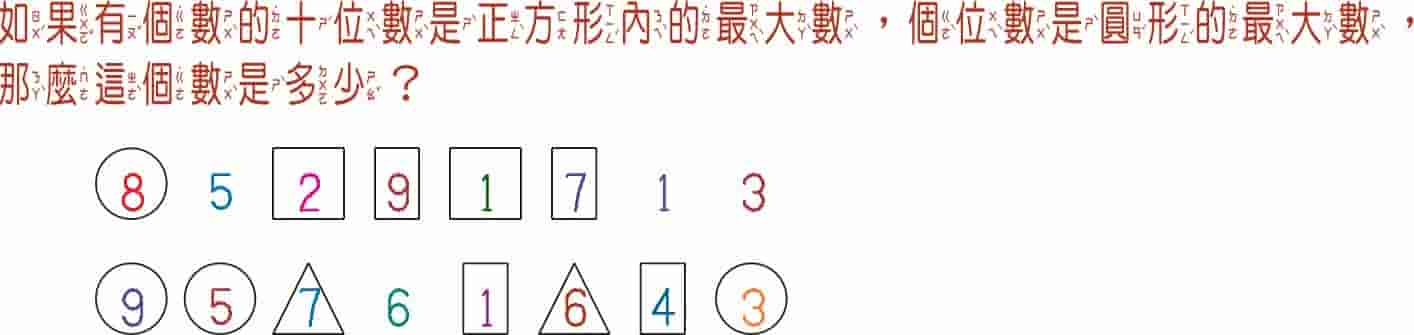 如果有一個數的十位數是正方形內的最大數，個位數是圓形的最大數，
那麼這個數是多少？
8 5 2 9 1 7 1 3
9 5 7 6 1 6 4 3